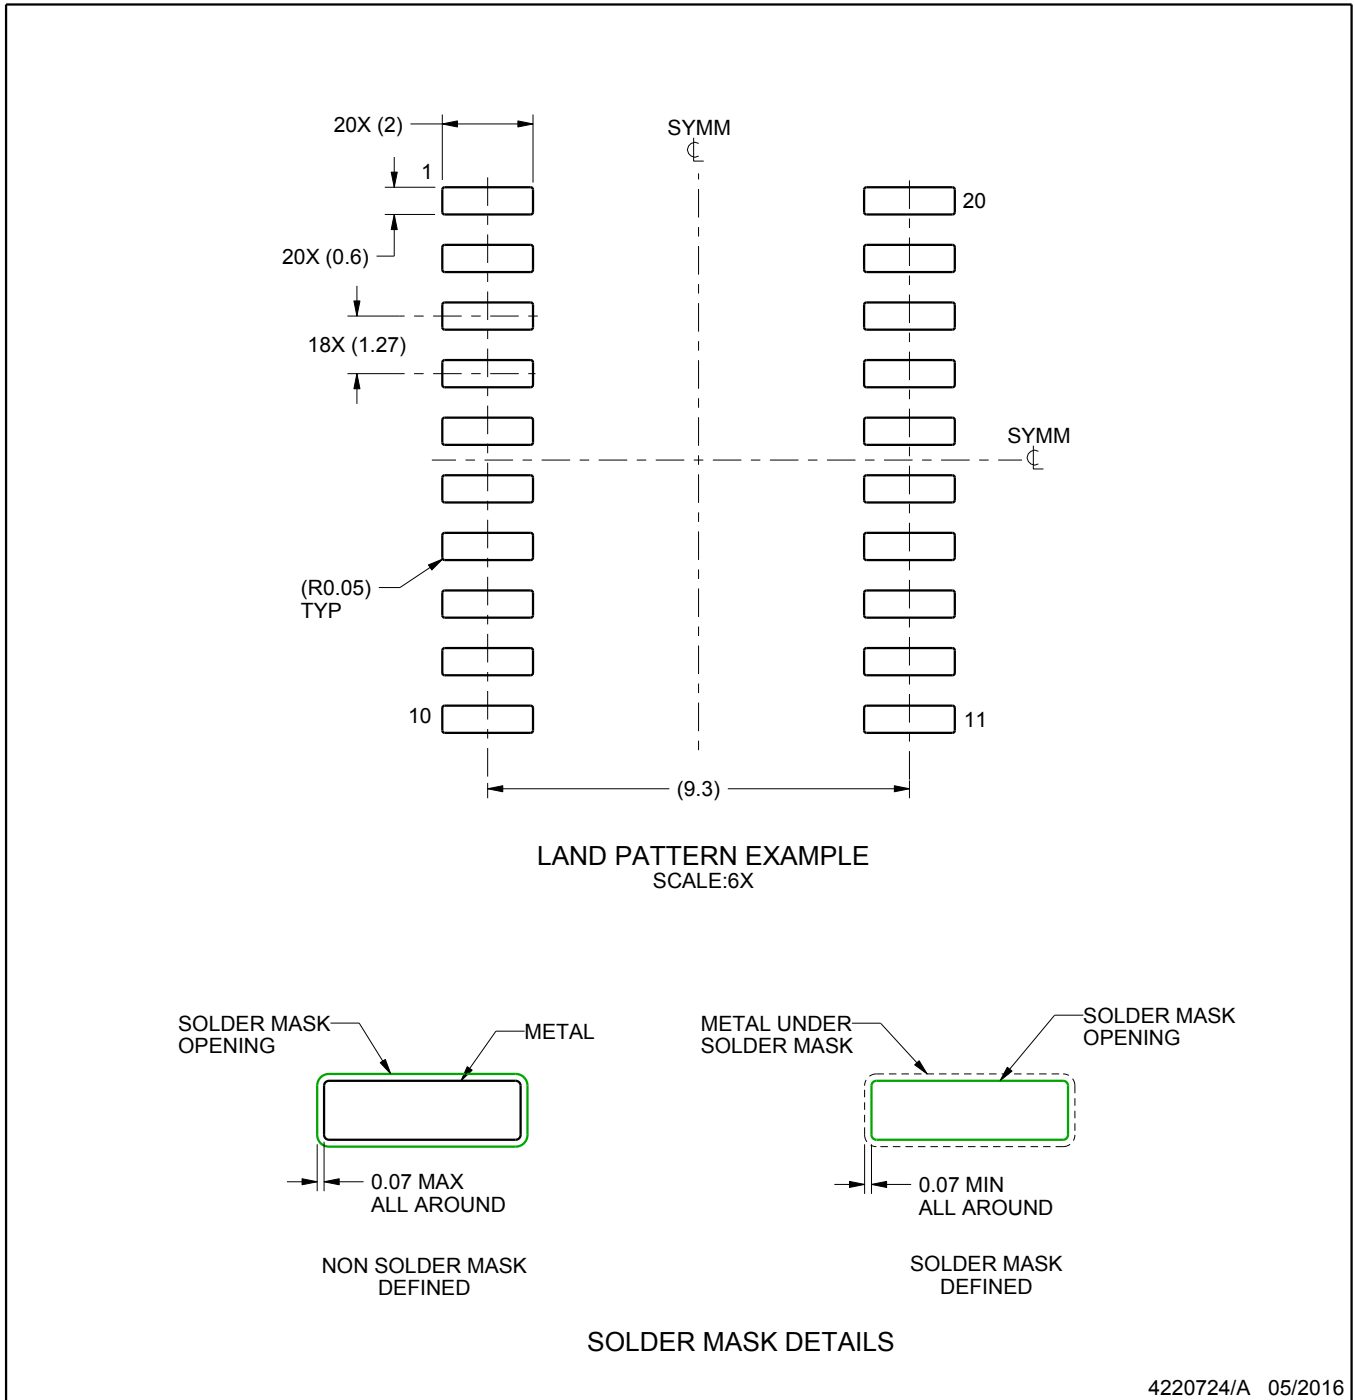 20X (2)
SYMM
℄
1
20
20X (0.6)
18X (1.27)
SYMM
℄
(R0.05)
TYP
10
11
(9.3)
LAND PATTERN EXAMPLE
SCALE:6X
SOLDER MASK
OPENING
METAL
0.07 MAX
ALL AROUND
NON SOLDER MASK
DEFINED
METAL UNDER
SOLDER MASK
SOLDER MASK
OPENING
0.07 MIN
ALL AROUND
SOLDER MASK
DEFINED
SOLDER MASK DETAILS
4220724/A 05/2016